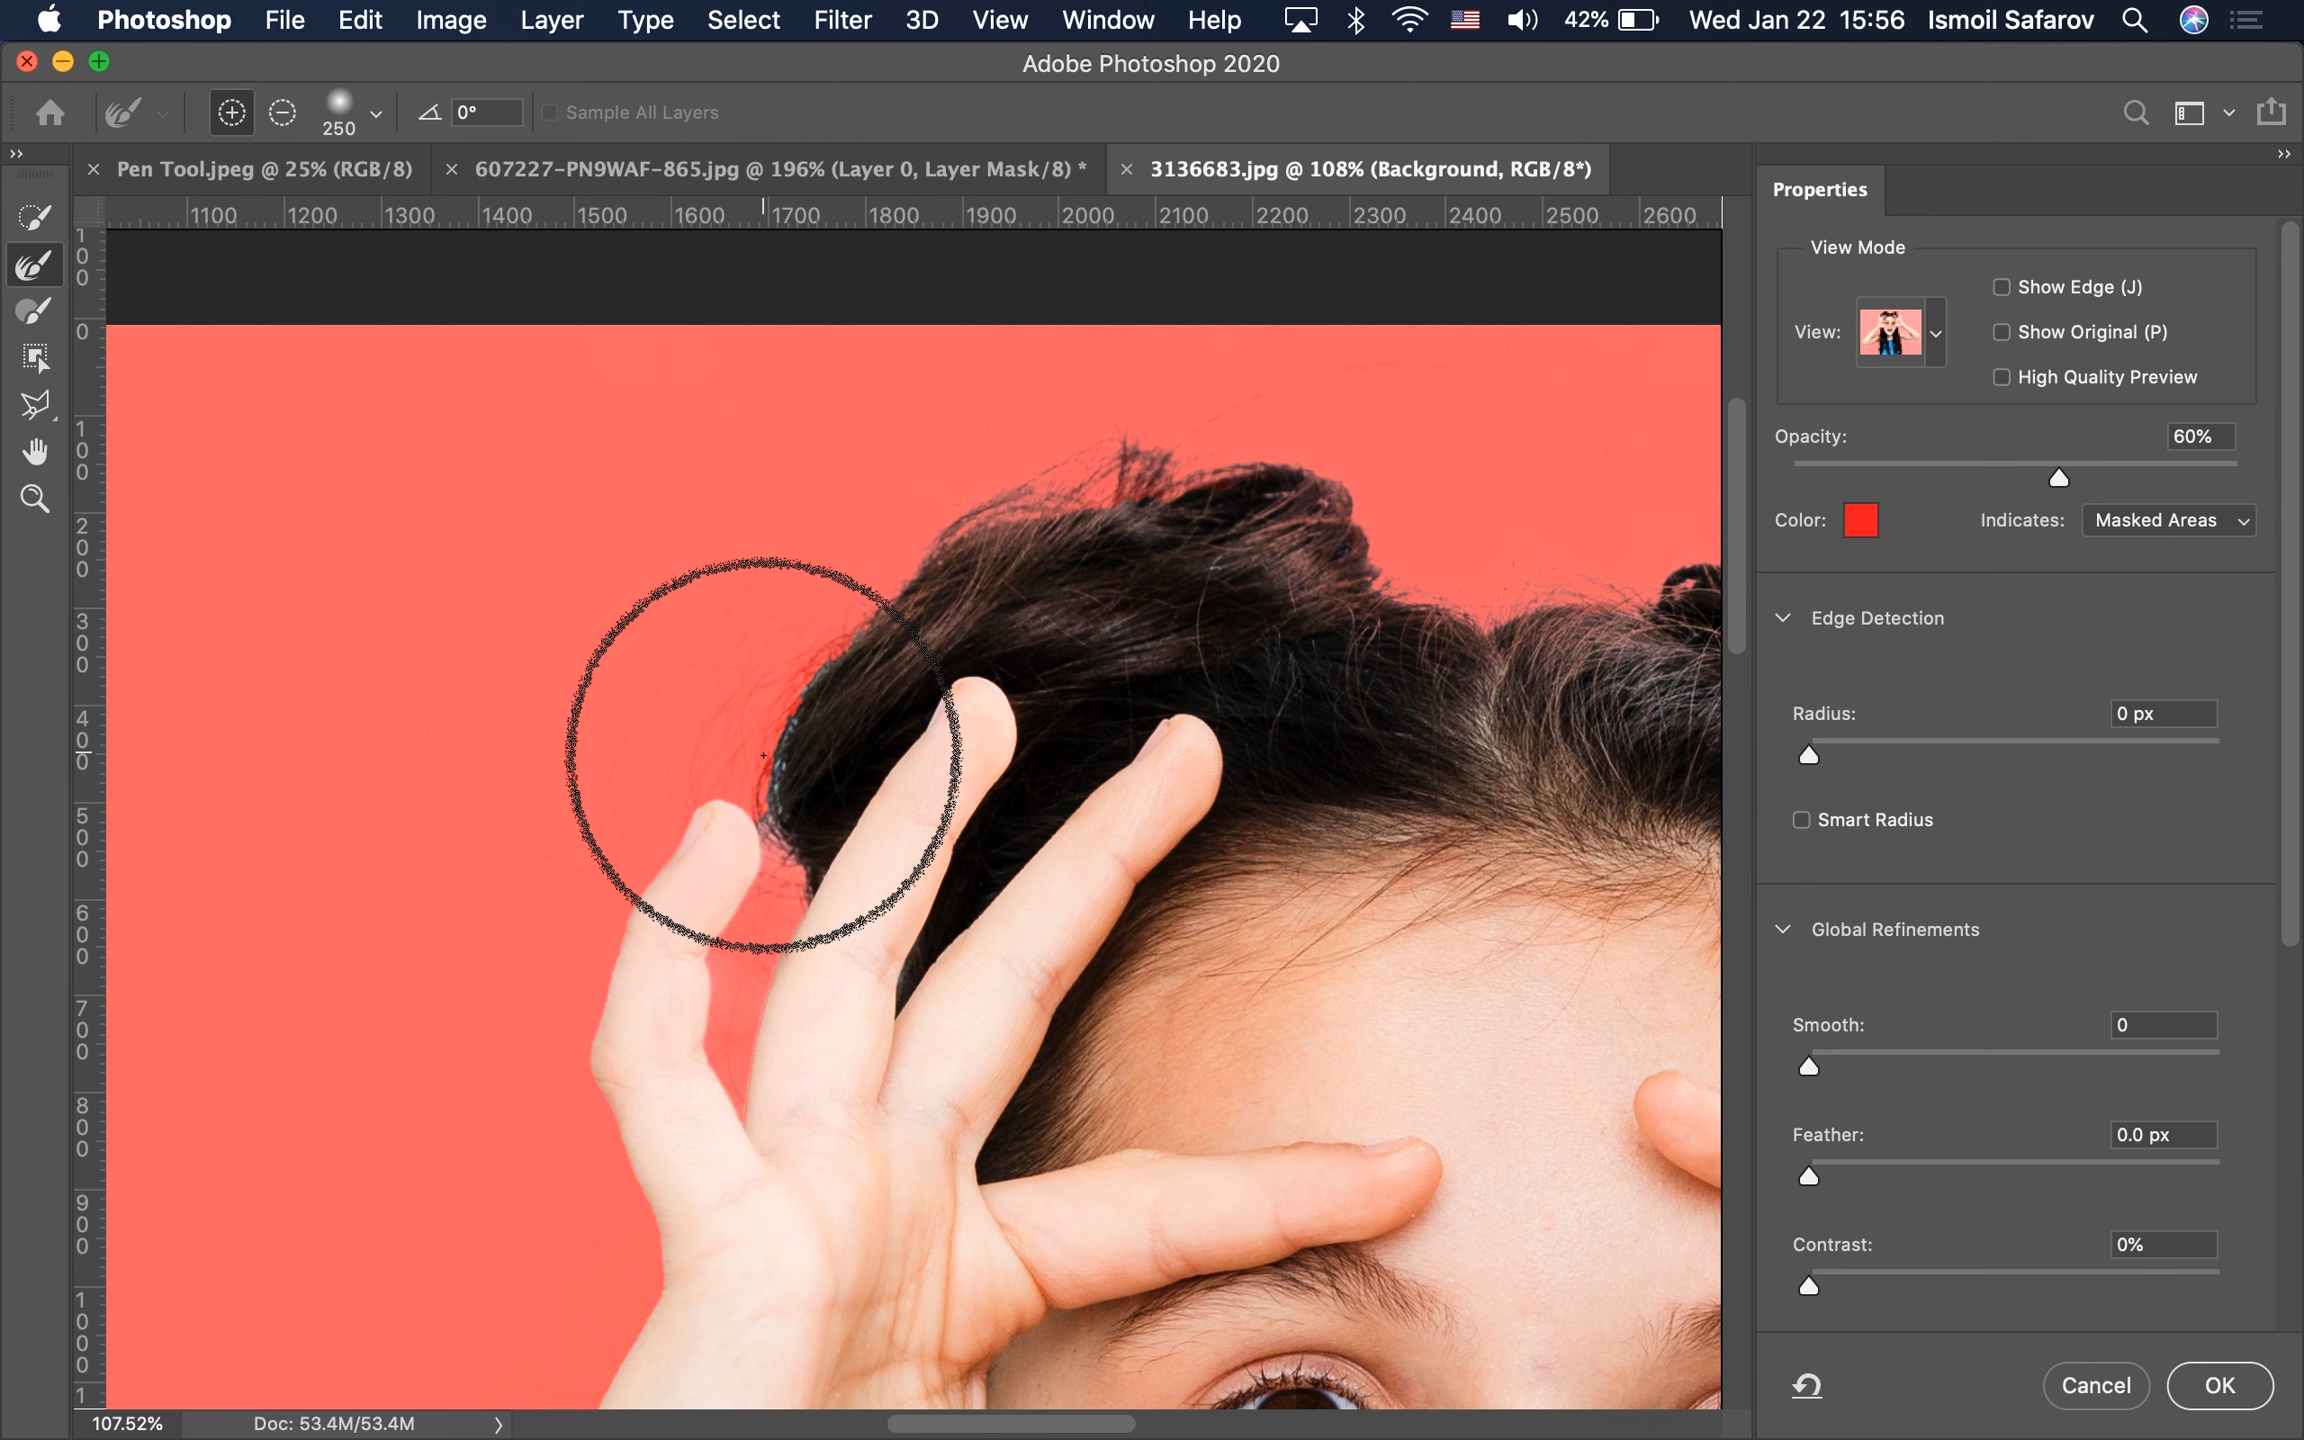 Photoshop File Edit Image Layer Type Select Filter 3D View Window Help 42% Wed Jan 22 15:56 Ismoil Safarov
Adobe Photoshop 2020
250 0° Sample All Layers
Pen Tool.jpeg @ 25% (RGB/8) 607227-PN9WAF-865.jpg @ 196% (Layer 0, Layer Mask/8) * 3136683.jpg @ 108% (Background, RGB/8*)
Properties
1100 1200 1300 1400 1500 1600 1700 1800 1900 2000 2100 2200 2300 2400 2500 2600
View Mode
Show Edge (J)
View: Show Original (P)
High Quality Preview
Opacity: 60%
Color: Indicates: Masked Areas
Edge Detection
Radius: 0 px
Smart Radius
Global Refinements
Smooth: 0
Feather: 0.0 px
Contrast: 0%
100
0
100
200
300
400
500
600
700
800
900
1000
1
Cancel OK
107.52% Doc: 53.4M/53.4M